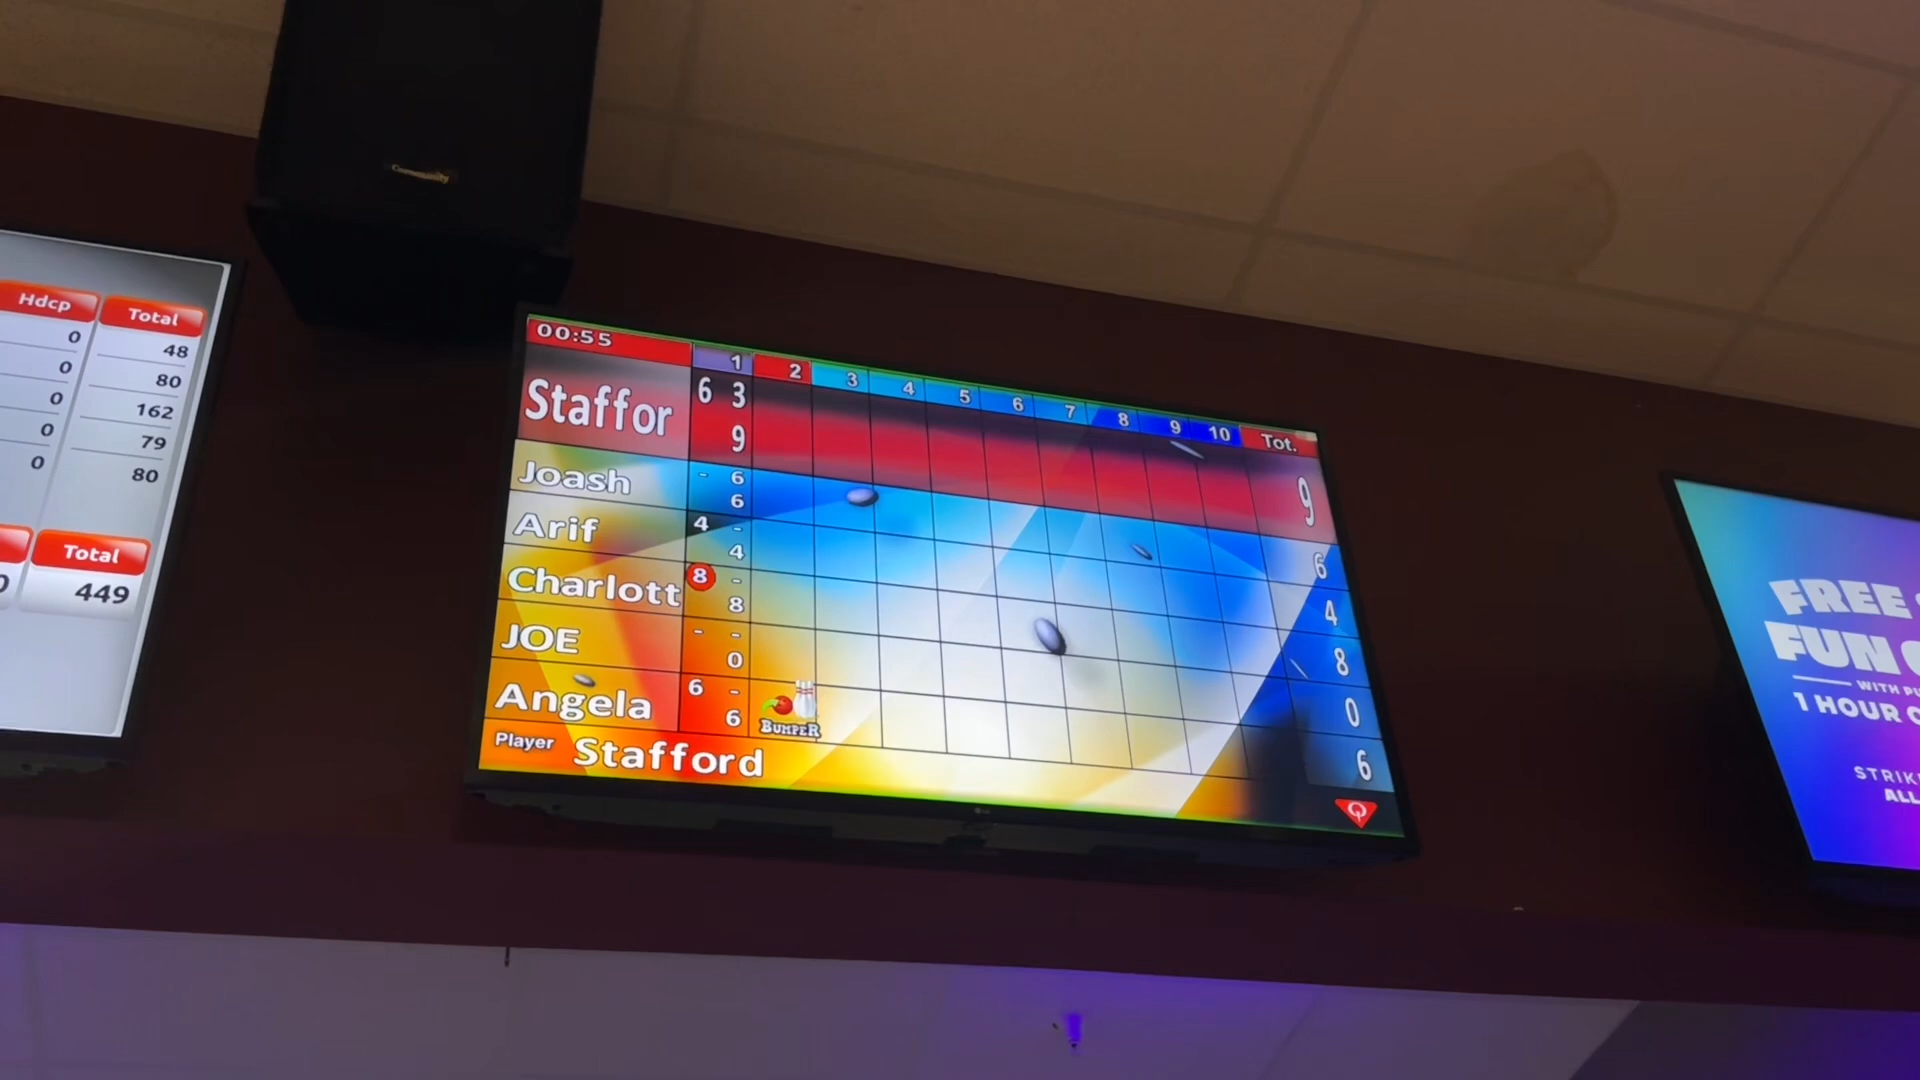 Community
Hdcp Total
0 48
0 80
0 162
0 79
0 80
Total
0 449
00:55 1 2 3 4 5 6 7 8 9 10 Tot.
Staffor 6 3
9 9
Joash - 6
6 6
Arif 4 -
4 4
Charlott 8 -
8 8
JOE - -
0 0
Angela 6 -
6 6
BUMPER
Player Stafford
Q
LG
FREE
FUN
WITH
1 HOUR
STRIK
ALL